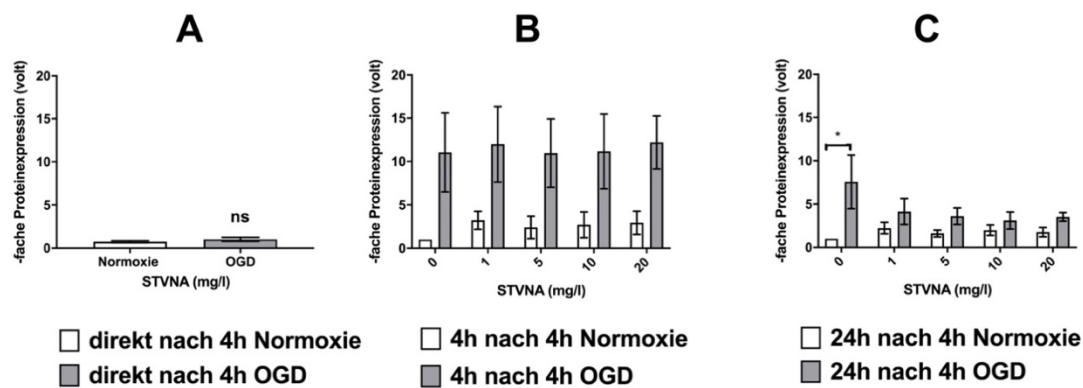 A
B
C
-fache Proteinexpression (volt)
20
15
10
5
0
ns
Normoxie
OGD
STVNA (mg/l)
-fache Proteinexpression (volt)
20
15
10
5
0
0
1
5
10
20
STVNA (mg/l)
-fache Proteinexpression (volt)
20
15
10
5
0
*
0
1
5
10
20
STVNA (mg/l)
direkt nach 4h Normoxie
direkt nach 4h OGD
4h nach 4h Normoxie
4h nach 4h OGD
24h nach 4h Normoxie
24h nach 4h OGD